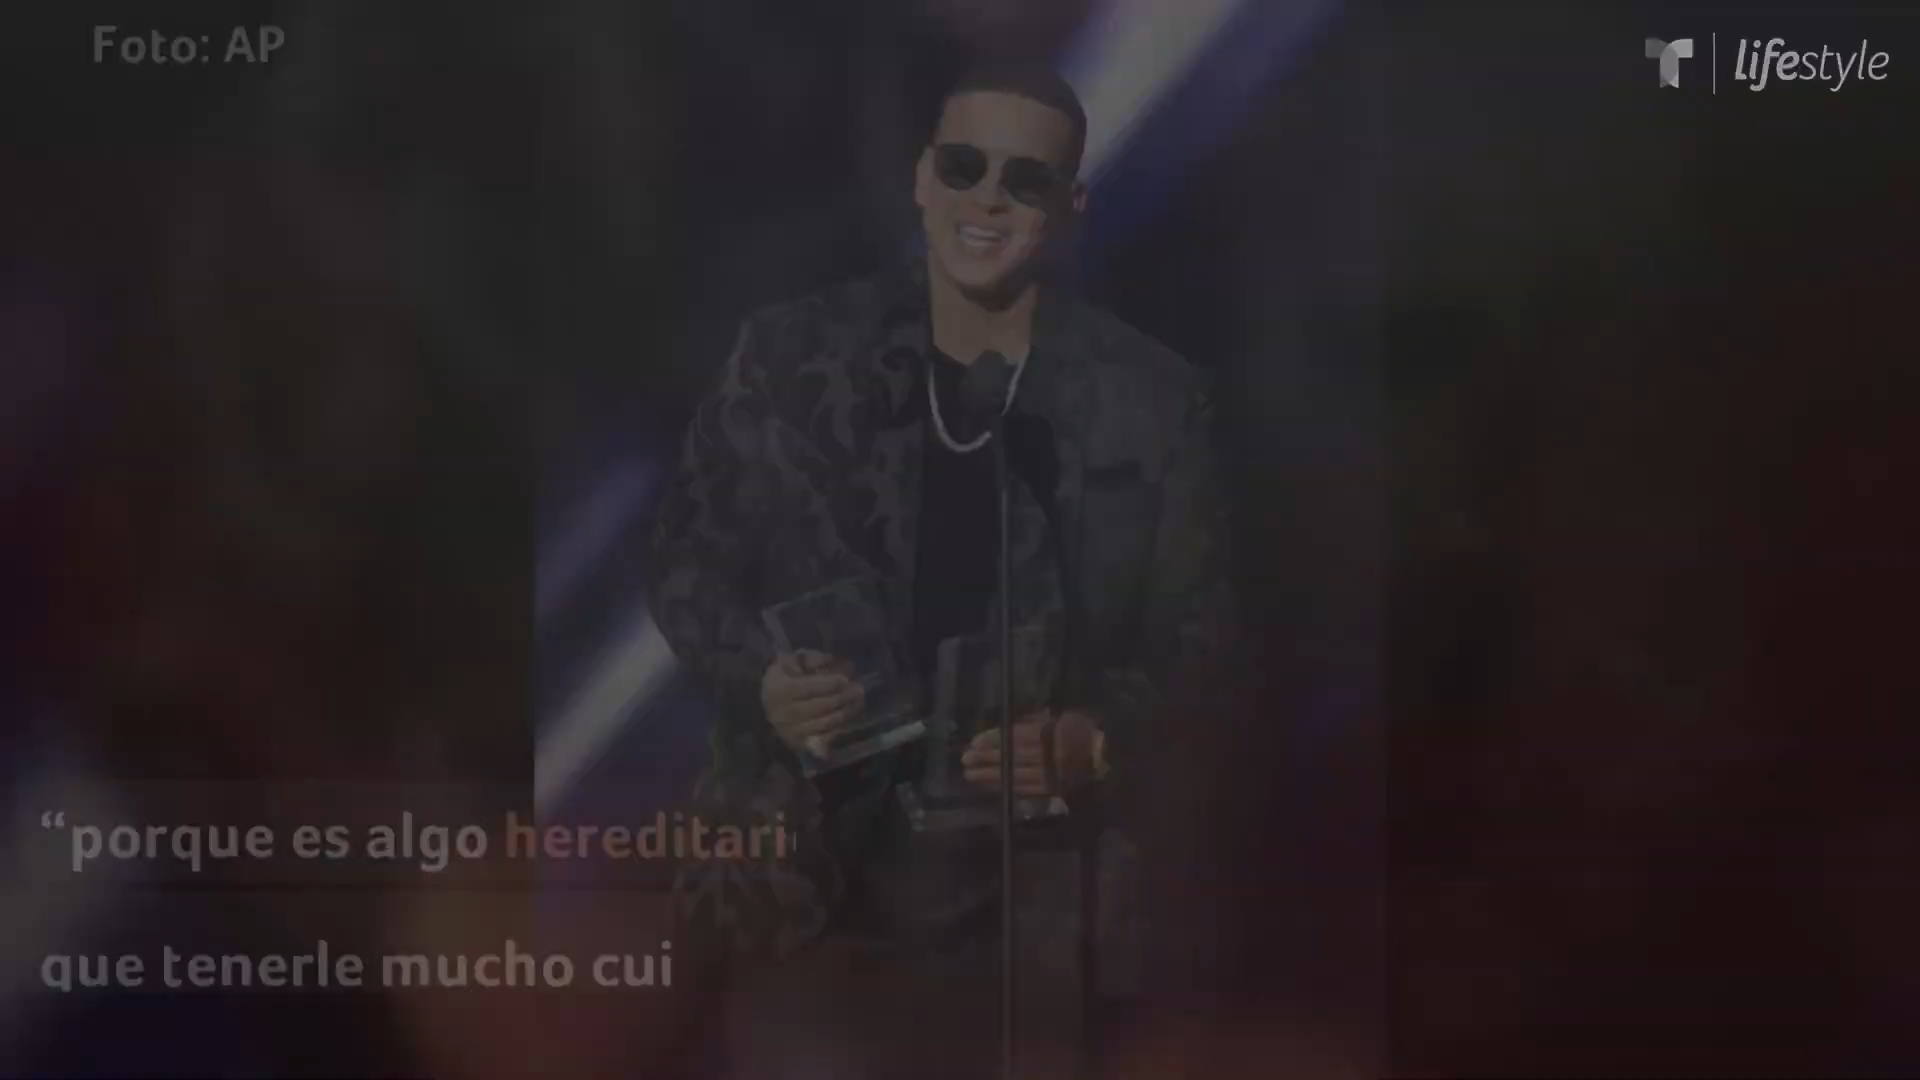 Foto: AP
lifestyle
“porque es algo hereditari
que tenerle mucho cui